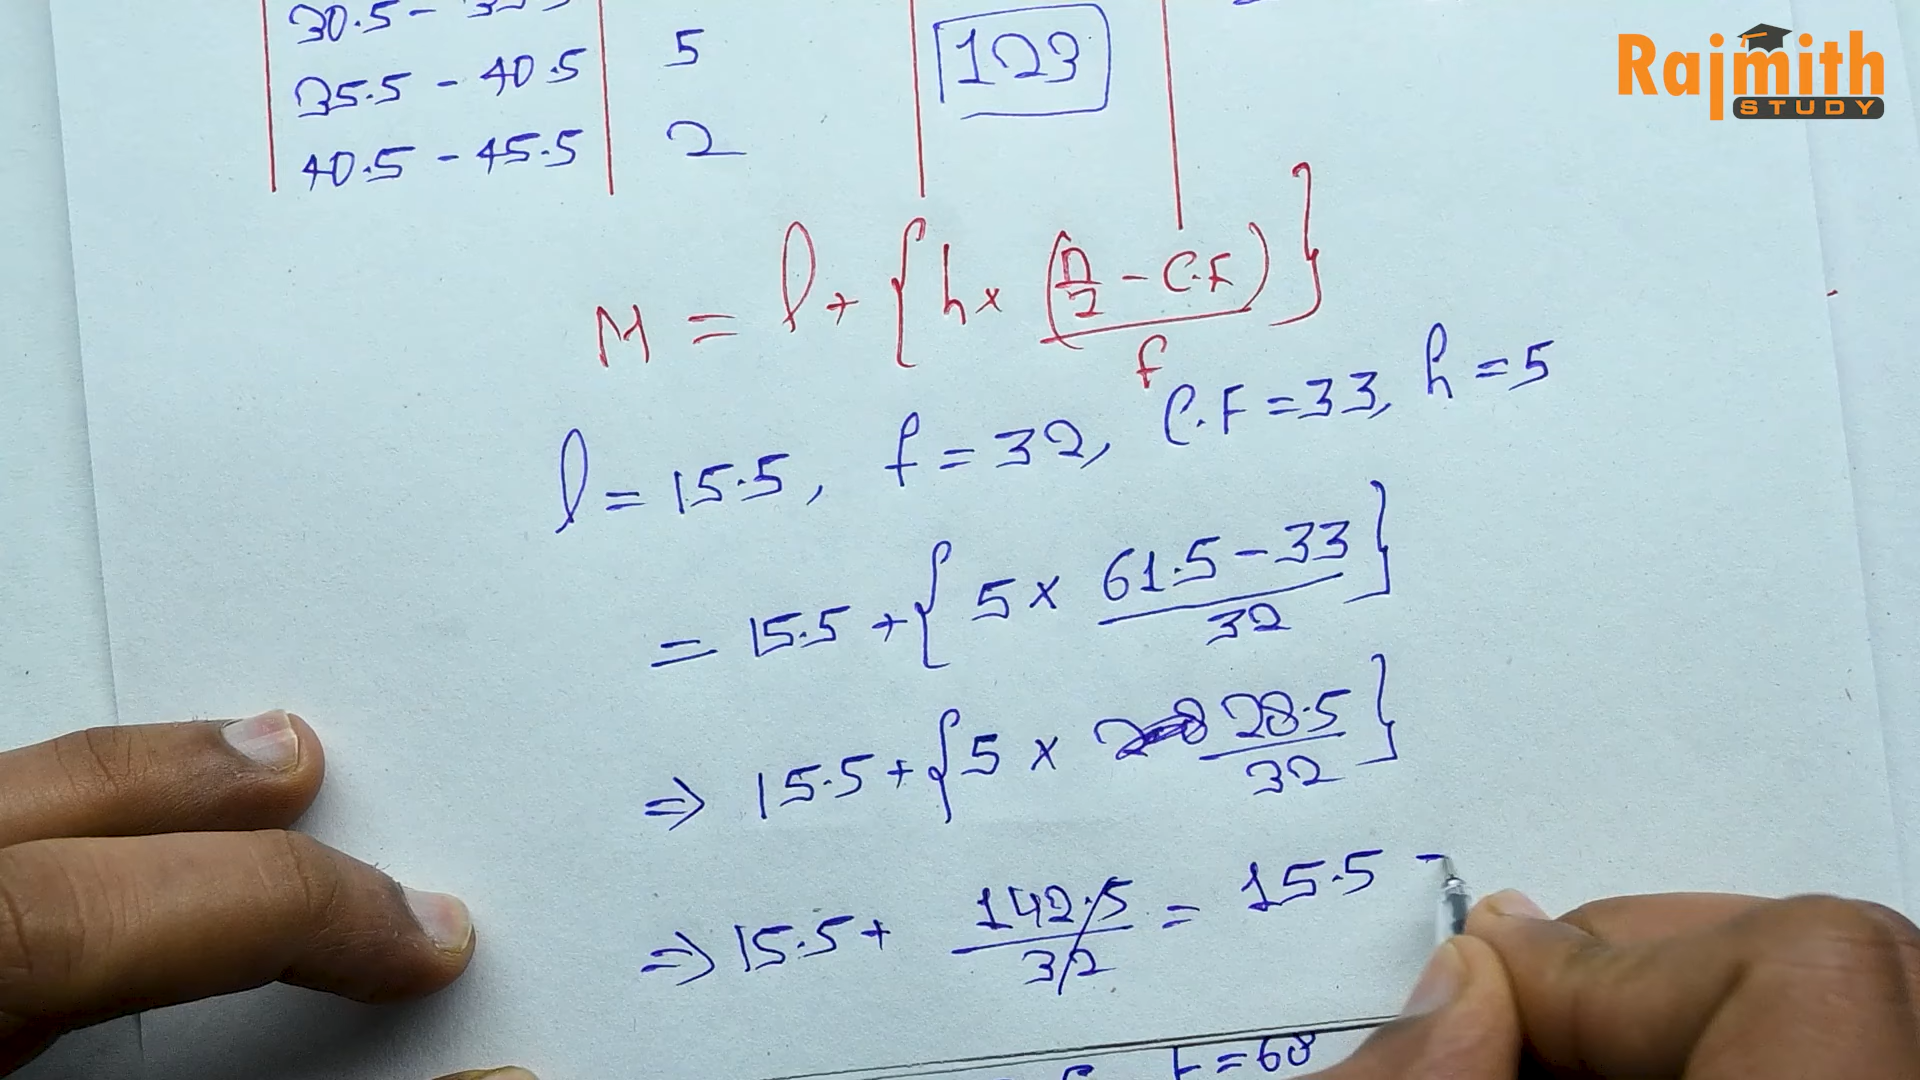 30.5 -
Rajmith
STUDY
35.5 - 40.5 5 123
40.5 - 45.5 2
M = l + { h × (n/2 - C.F) / f }
l = 15.5, f = 32, C.F = 33, h = 5
= 15.5 + { 5 × 61.5 - 33 / 32 }
⇒ 15.5 + { 5 × 28.5 / 32 }
⇒ 15.5 + 142.5 / 32 = 15.5
= 68